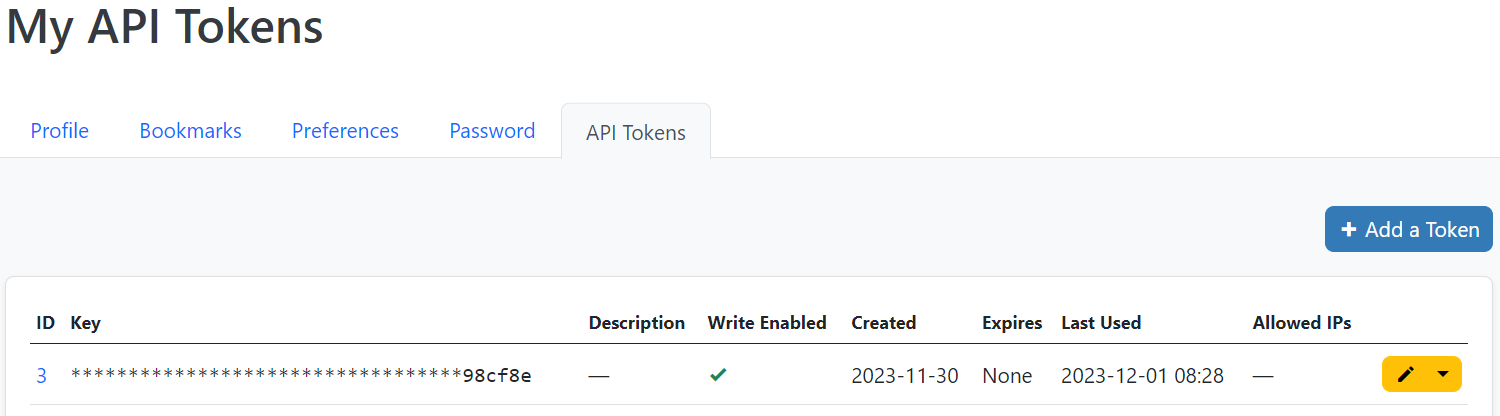 My API Tokens
Profile Bookmarks Preferences Password API Tokens
+ Add a Token
ID Key Description Write Enabled Created Expires Last Used Allowed IPs
3 **********************************98cf8e — 2023-11-30 None 2023-12-01 08:28 —